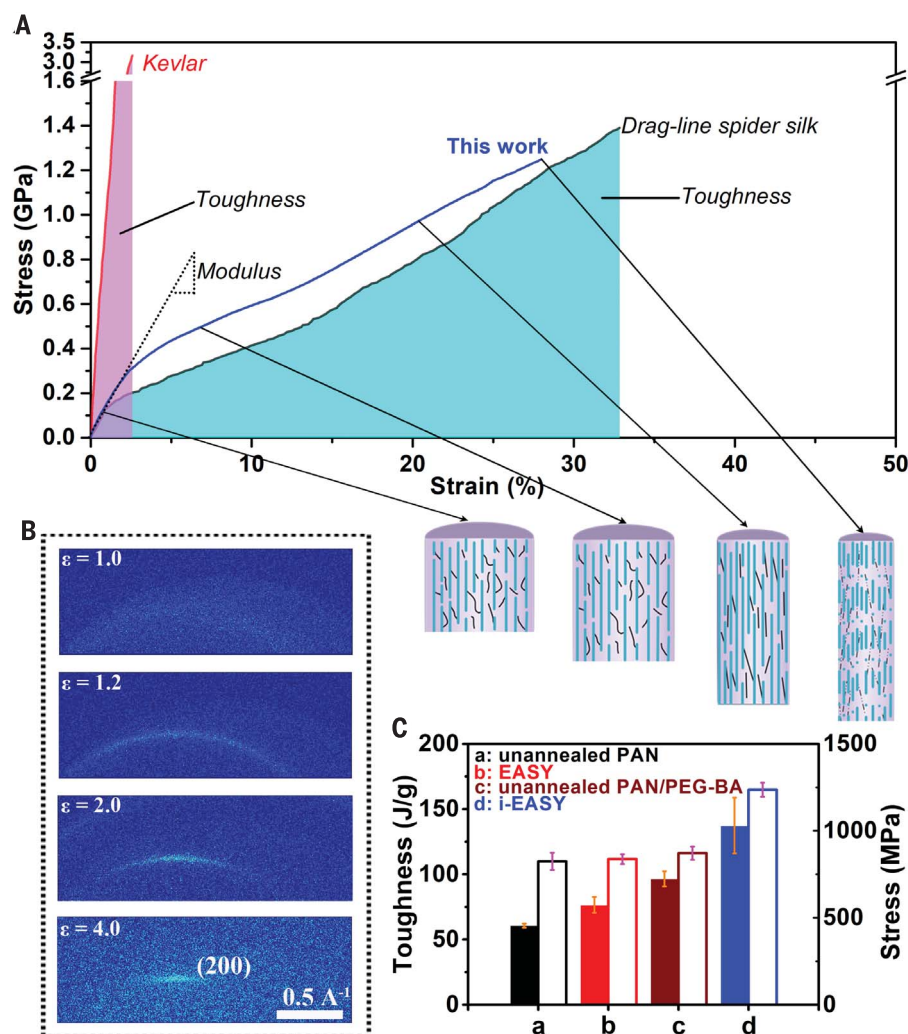 A
3.5
3.0
1.6
1.4
1.2
1.0
0.8
0.6
0.4
0.2
0.0
Stress (GPa)
Kevlar
Toughness
Modulus
This work
Drag-line spider silk
Toughness
0
10
20
30
40
50
Strain (%)
B
ε = 1.0
ε = 1.2
ε = 2.0
ε = 4.0
(200)
0.5 A⁻¹
C
200
150
100
50
0
Toughness (J/g)
a: unannealed PAN
b: EASY
c: unannealed PAN/PEG-BA
d: i-EASY
1500
1000
500
0
Stress (MPa)
a
b
c
d